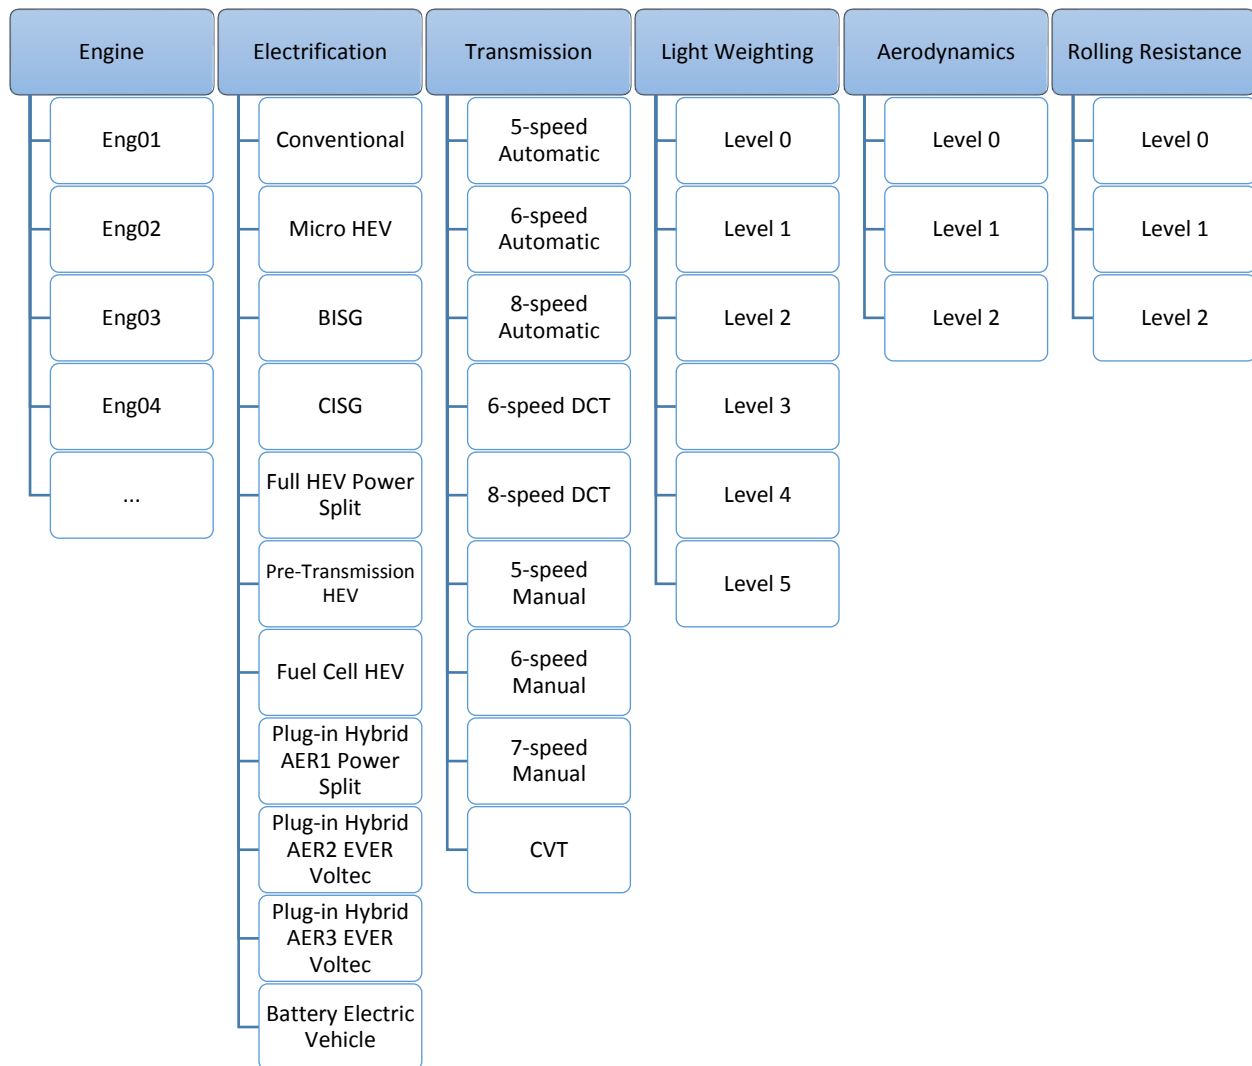 Engine
Electrification
Transmission
Light Weighting
Aerodynamics
Rolling Resistance
Eng01
Eng02
Eng03
Eng04
...
Conventional
Micro HEV
BISG
CISG
Full HEV Power
Split
Pre-Transmission
HEV
Fuel Cell HEV
Plug-in Hybrid
AER1 Power
Split
Plug-in Hybrid
AER2 EVER
Voltec
Plug-in Hybrid
AER3 EVER
Voltec
Battery Electric
Vehicle
5-speed
Automatic
6-speed
Automatic
8-speed
Automatic
6-speed DCT
8-speed DCT
5-speed
Manual
6-speed
Manual
7-speed
Manual
CVT
Level 0
Level 1
Level 2
Level 3
Level 4
Level 5
Level 0
Level 1
Level 2
Level 0
Level 1
Level 2